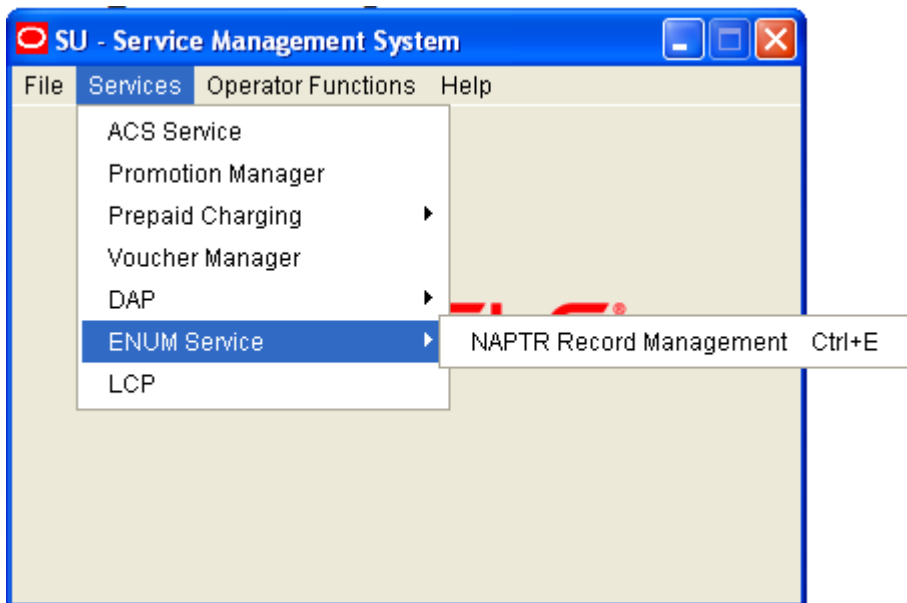 SU - Service Management System
File Services Operator Functions Help
ACS Service
Promotion Manager
Prepaid Charging
Voucher Manager
DAP
ENUM Service
NAPTR Record Management Ctrl+E
LCP